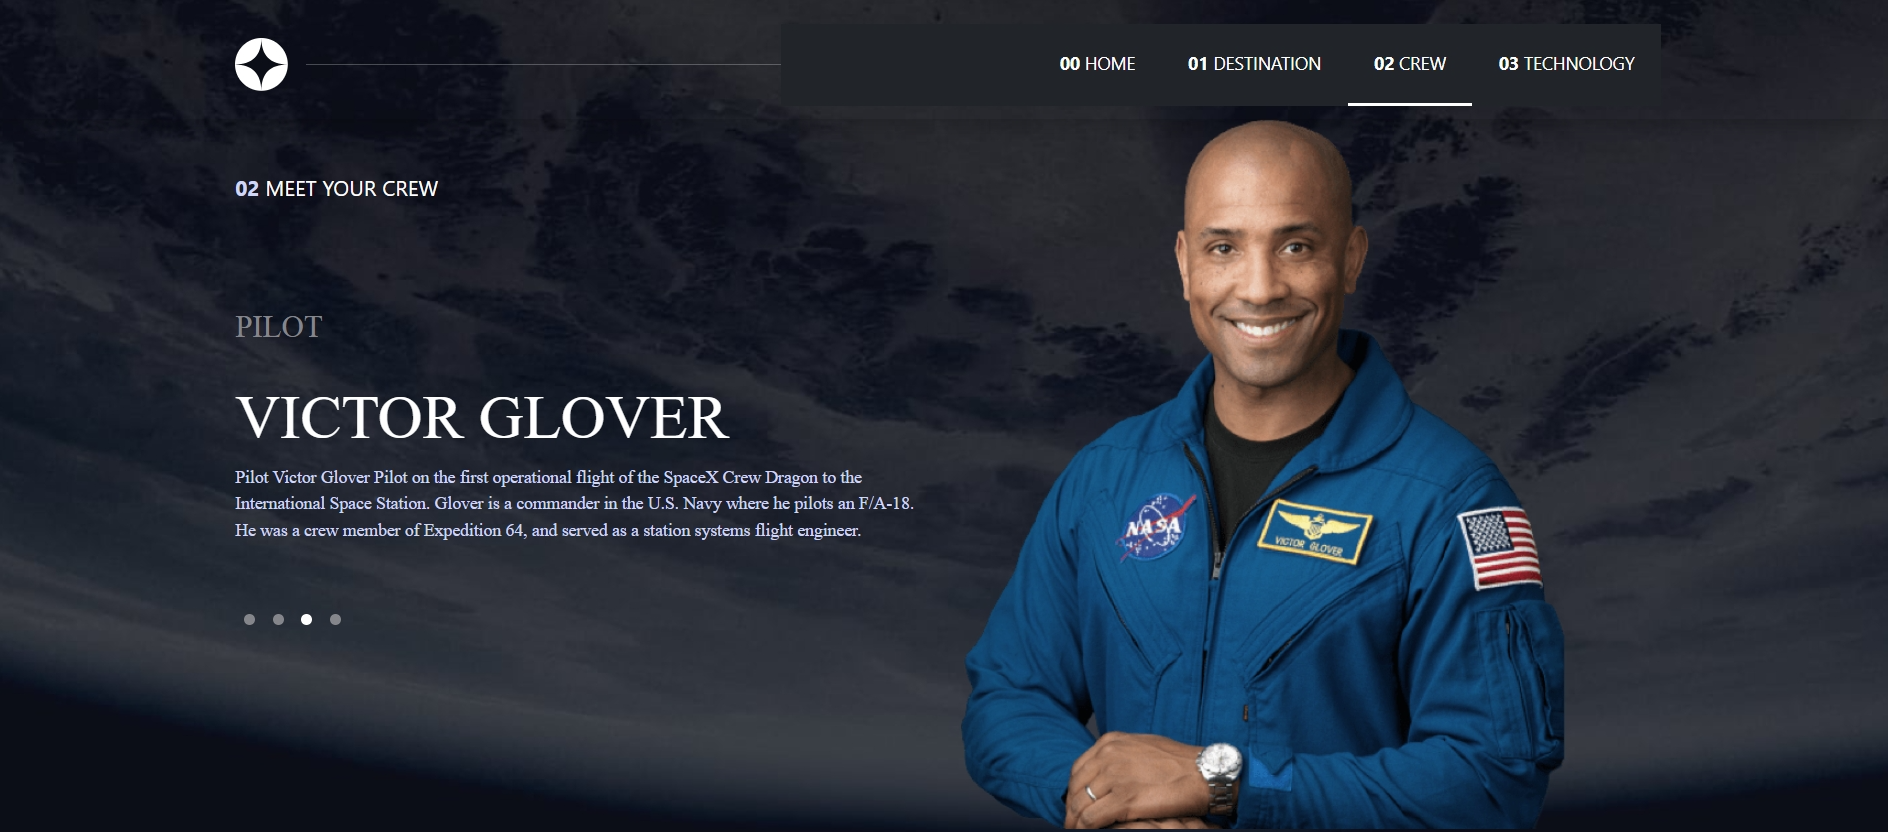 00 HOME 01 DESTINATION 02 CREW 03 TECHNOLOGY
02 MEET YOUR CREW
PILOT
VICTOR GLOVER
Pilot Victor Glover Pilot on the first operational flight of the SpaceX Crew Dragon to the
International Space Station. Glover is a commander in the U.S. Navy where he pilots an F/A-18.
He was a crew member of Expedition 64, and served as a station systems flight engineer.
NASA
VICTOR GLOVER